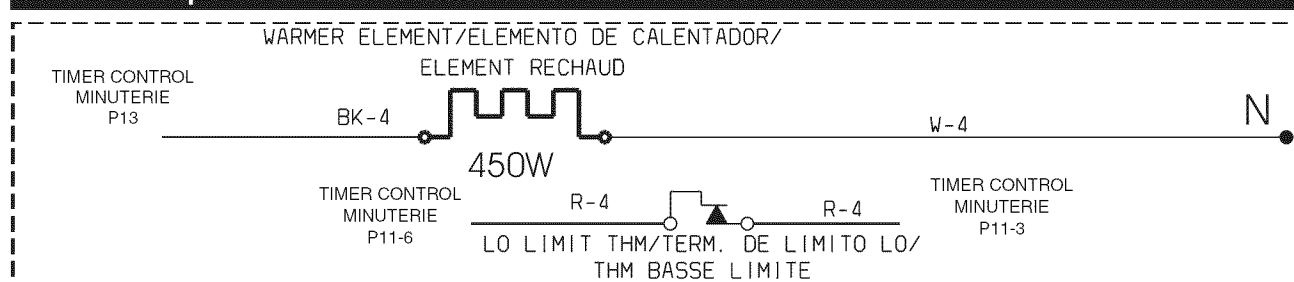 WARMER ELEMENT/ELEMENTO DE CALENTADOR/
ELEMENT RECHAUD
TIMER CONTROL
MINUTERIE
P13
BK-4
W-4
N
450W
TIMER CONTROL
MINUTERIE
P11-6
R-4
R-4
TIMER CONTROL
MINUTERIE
P11-3
LO LIMIT THM/TERM. DE LIMITO LO/
THM BASSE LIMITE